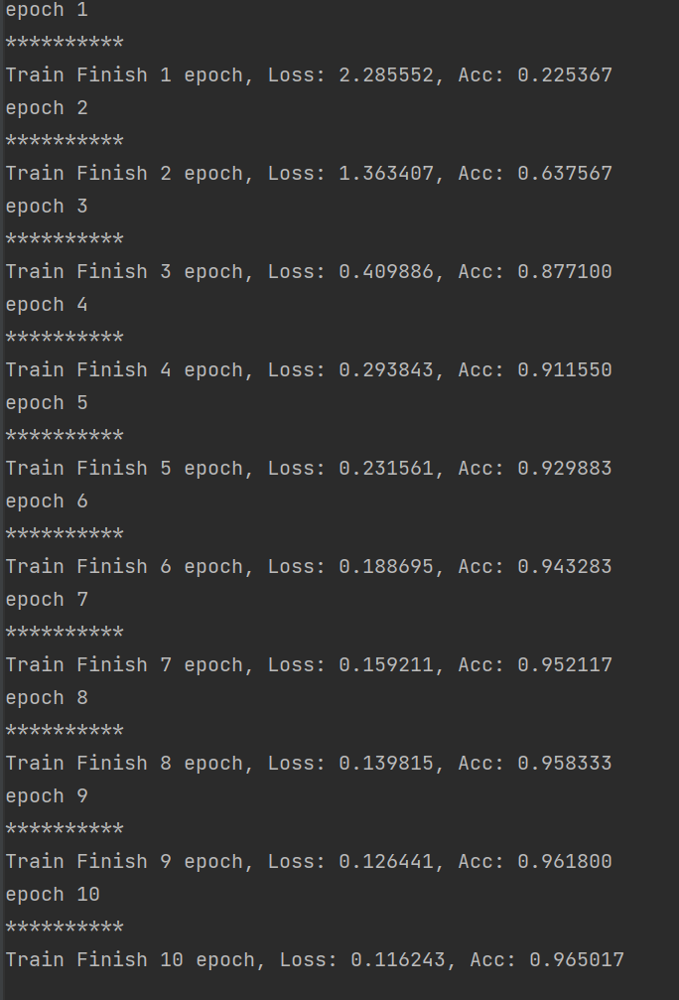 epoch 1
**********
Train Finish 1 epoch, Loss: 2.285552, Acc: 0.225367
epoch 2
**********
Train Finish 2 epoch, Loss: 1.363407, Acc: 0.637567
epoch 3
**********
Train Finish 3 epoch, Loss: 0.409886, Acc: 0.877100
epoch 4
**********
Train Finish 4 epoch, Loss: 0.293843, Acc: 0.911550
epoch 5
**********
Train Finish 5 epoch, Loss: 0.231561, Acc: 0.929883
epoch 6
**********
Train Finish 6 epoch, Loss: 0.188695, Acc: 0.943283
epoch 7
**********
Train Finish 7 epoch, Loss: 0.159211, Acc: 0.952117
epoch 8
**********
Train Finish 8 epoch, Loss: 0.139815, Acc: 0.958333
epoch 9
**********
Train Finish 9 epoch, Loss: 0.126441, Acc: 0.961800
epoch 10
**********
Train Finish 10 epoch, Loss: 0.116243, Acc: 0.965017